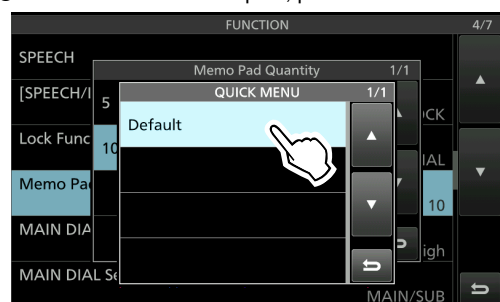 FUNCTION 4/7
SPEECH
Memo Pad Quantity 1/1
QUICK MENU 1/1
[SPEECH/l
5
CK
Default
Lock Func
10
IAL
Memo Pa
10
MAIN DIA
igh
MAIN DIAL Se
MAIN/SUB